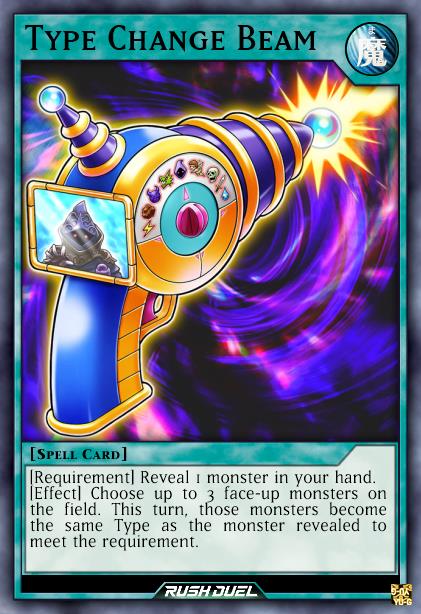 Type Change Beam
ま
魔
[Spell Card]
[Requirement] Reveal 1 monster in your hand.
[Effect] Choose up to 3 face-up monsters on
the field. This turn, those monsters become
the same Type as the monster revealed to
meet the requirement.
RUSH DUEL